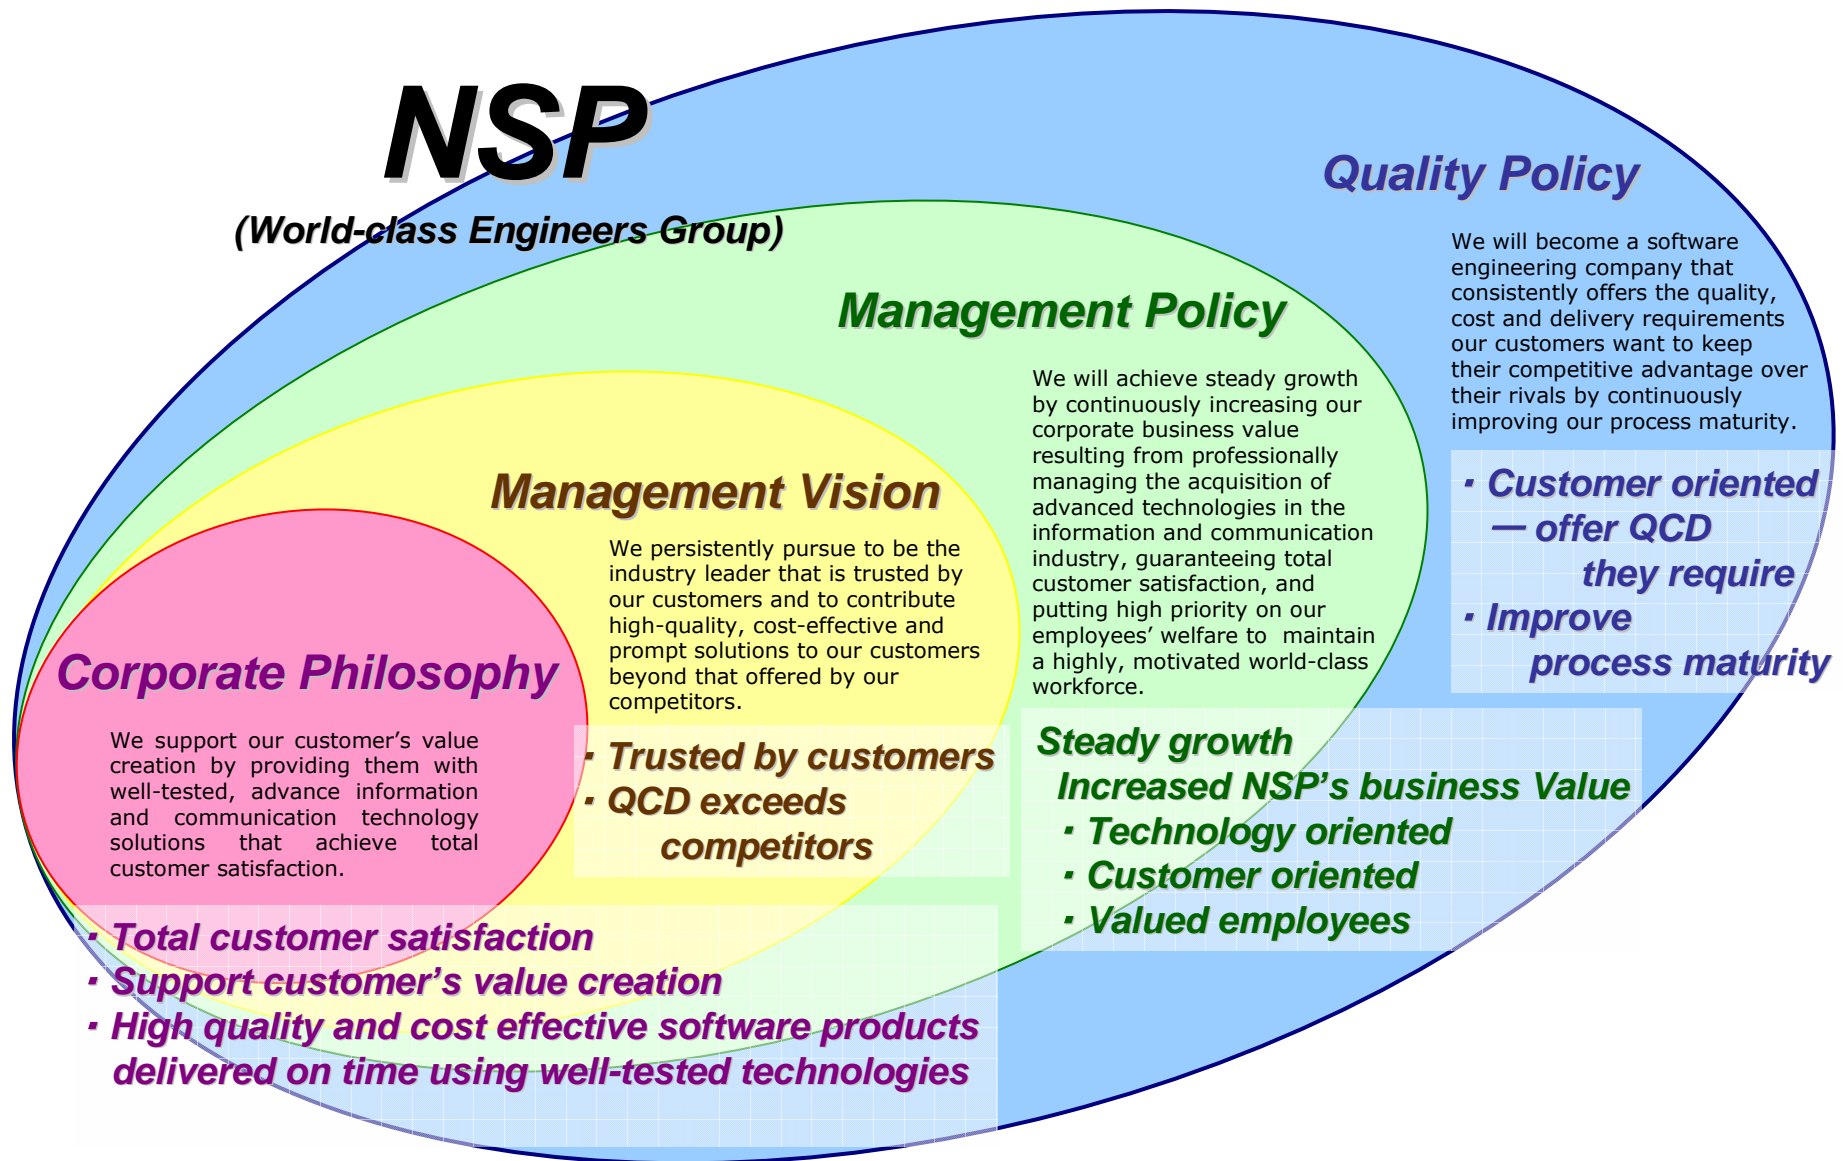 NSP
(World-class Engineers Group)
Quality Policy
We will become a software
engineering company that
consistently offers the quality,
cost and delivery requirements
our customers want to keep
their competitive advantage over
their rivals by continuously
improving our process maturity.
・Customer oriented
— offer QCD
they require
・Improve
process maturity
Management Policy
We will achieve steady growth
by continuously increasing our
corporate business value
resulting from professionally
managing the acquisition of
advanced technologies in the
information and communication
industry, guaranteeing total
customer satisfaction, and
putting high priority on our
employees’ welfare to maintain
a highly, motivated world-class
workforce.
Steady growth
Increased NSP’s business Value
・Technology oriented
・Customer oriented
・Valued employees
Management Vision
We persistently pursue to be the
industry leader that is trusted by
our customers and to contribute
high-quality, cost-effective and
prompt solutions to our customers
beyond that offered by our
competitors.
・Trusted by customers
・QCD exceeds
competitors
Corporate Philosophy
We support our customer’s value
creation by providing them with
well-tested, advance information
and communication technology
solutions that achieve total
customer satisfaction.
・Total customer satisfaction
・Support customer’s value creation
・High quality and cost effective software products
delivered on time using well-tested technologies